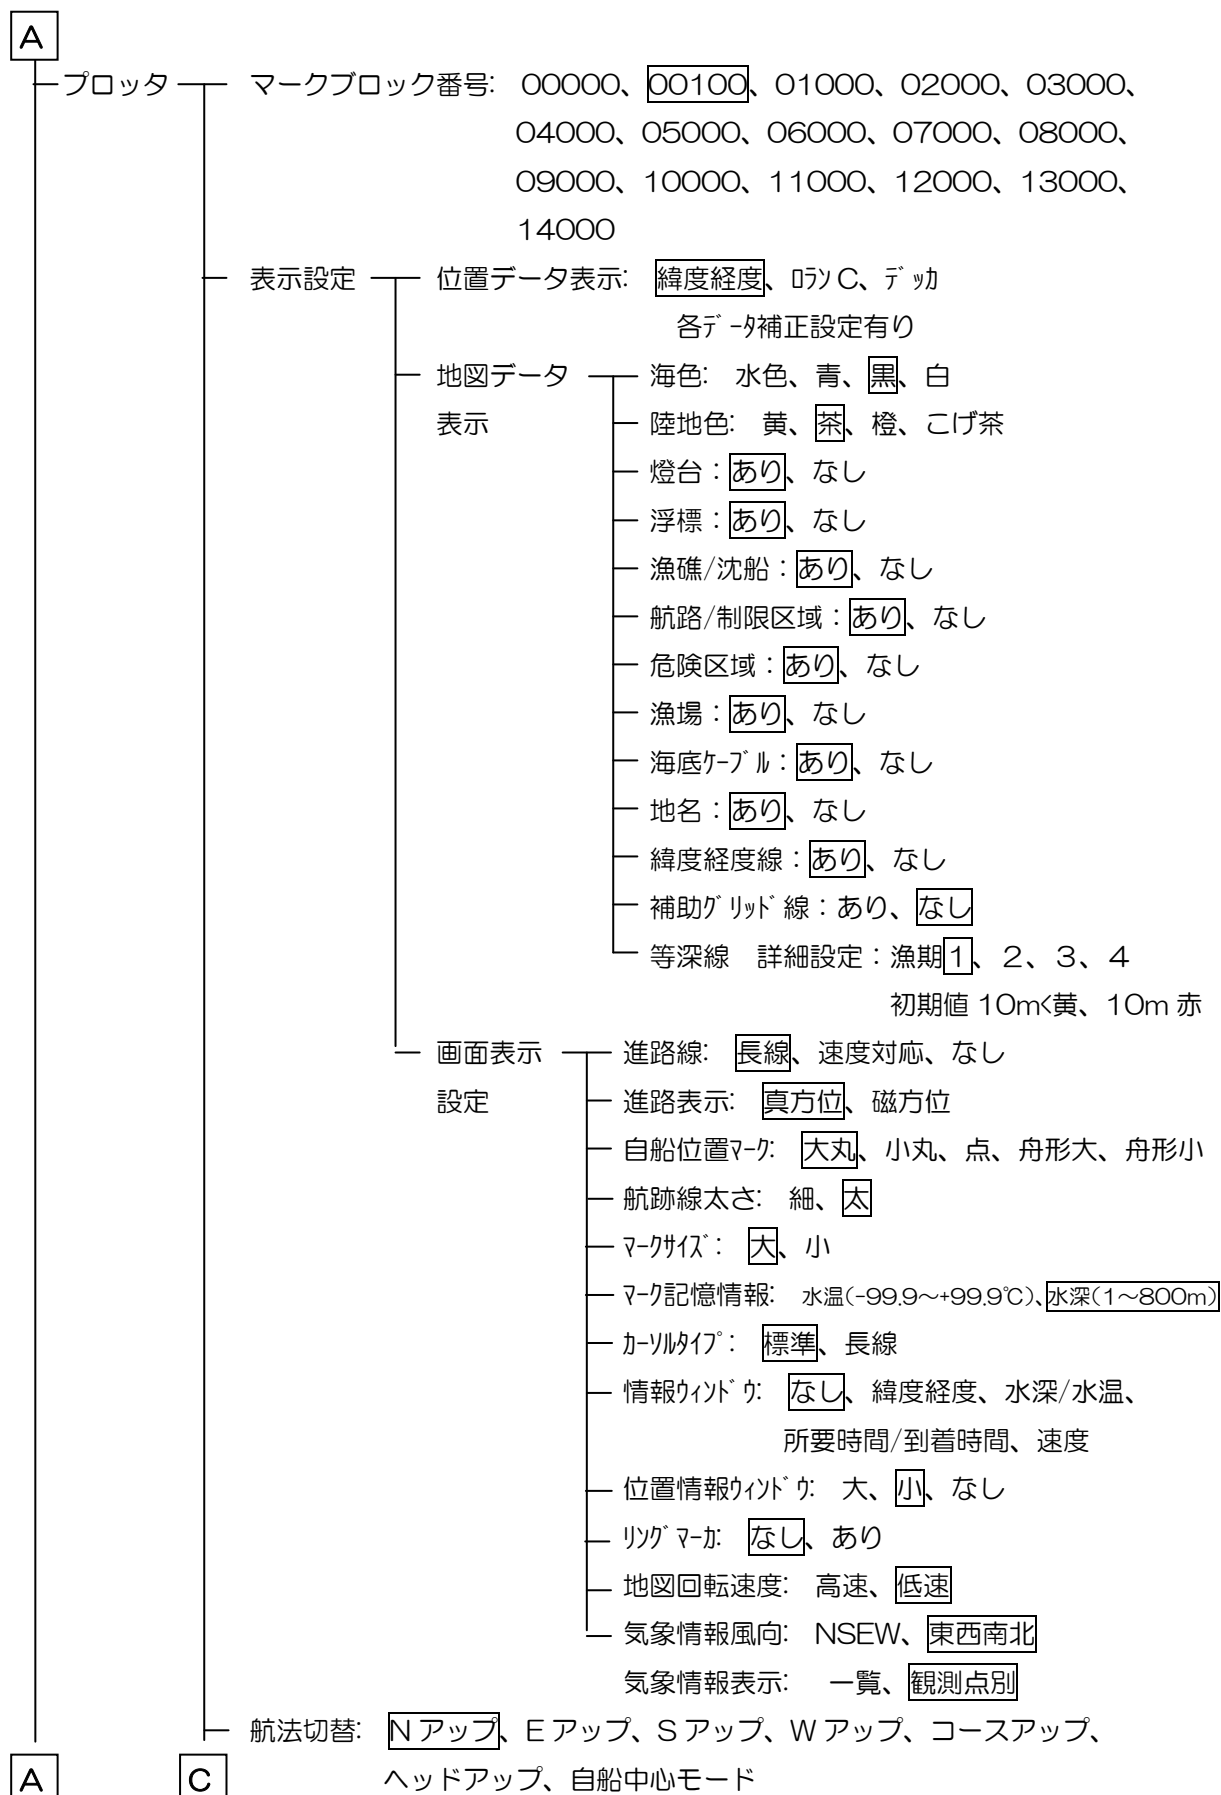 A
プロッタ マークブロック番号: 00000、00100、01000、02000、03000、
04000、05000、06000、07000、08000、
09000、10000、11000、12000、13000、
14000
表示設定 位置データ表示: 緯度経度、ﾛﾗﾝC、ﾃﾞｯｶ
各ﾃﾞｰﾀ補正設定有り
地図データ 海色: 水色、青、黒、白
表示 陸地色: 黄、茶、橙、こげ茶
燈台：あり、なし
浮標：あり、なし
漁礁/沈船：あり、なし
航路/制限区域：あり、なし
危険区域：あり、なし
漁場：あり、なし
海底ｹｰﾌﾞﾙ：あり、なし
地名：あり、なし
緯度経度線：あり、なし
補助ｸﾞﾘｯﾄﾞ線：あり、なし
等深線 詳細設定：漁期1、2、3、4
初期値 10m<黄、10m 赤
画面表示 進路線: 長線、速度対応、なし
設定 進路表示: 真方位、磁方位
自船位置ﾏｰｸ: 大丸、小丸、点、舟形大、舟形小
航跡線太さ: 細、太
ﾏｰｸｻｲｽﾞ: 大、小
ﾏｰｸ記憶情報: 水温(-99.9～+99.9℃)、水深(1～800m)
ｶｰｿﾙﾀｲﾌﾟ: 標準、長線
情報ｳｨﾝﾄﾞｳ: なし、緯度経度、水深/水温、
所要時間/到着時間、速度
位置情報ｳｨﾝﾄﾞｳ: 大、小、なし
ﾘﾝｸﾞﾏｰｶ: なし、あり
地図回転速度: 高速、低速
気象情報風向: NSEW、東西南北
気象情報表示: 一覧、観測点別
航法切替: Nアップ、Eアップ、Sアップ、Wアップ、コースアップ、
A C ヘッドアップ、自船中心モード